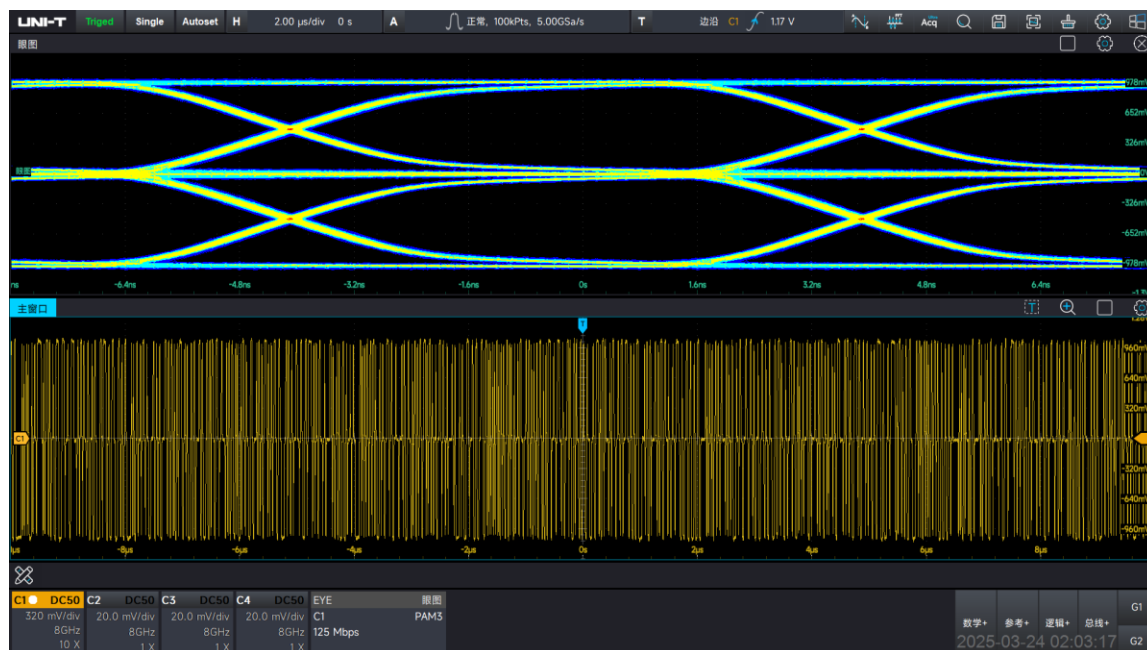 UNI-T Triged Single Autoset H 2.00 μs/div 0 s A 正常, 100kPts, 5.00GSa/s T 边沿 C1 1.17 V Acq
眼图
978mV
652mV
326mV
眼图
-326mV
-652mV
-978mV
ns -6.4ns -4.8ns -3.2ns -1.6ns 0s 1.6ns 3.2ns 4.8ns 6.4ns
主窗口 T
T
960mV
640mV
320mV
C1
-320mV
-640mV
-960mV
μs -8μs -6μs -4μs -2μs 0s 2μs 4μs 6μs 8μs
C1 DC50 C2 DC50 C3 DC50 C4 DC50 EYE 眼图
320 mV/div 20.0 mV/div 20.0 mV/div 20.0 mV/div C1 PAM3
8GHz 8GHz 8GHz 8GHz 125 Mbps
10 X 1 X 1 X 1 X
数学+ 参考+ 逻辑+ 总线+ G1
2025-03-24 02:03:17 G2